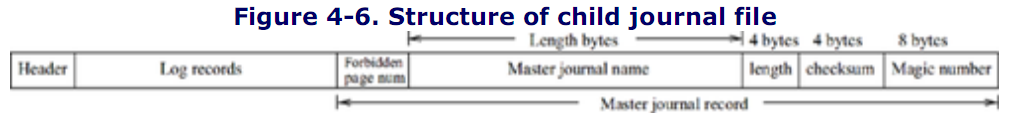 Figure 4-6. Structure of child journal file
Length bytes 4 bytes 4 bytes 8 bytes
Header Log records Forbidden page num Master journal name length checksum Magic number
Master journal record